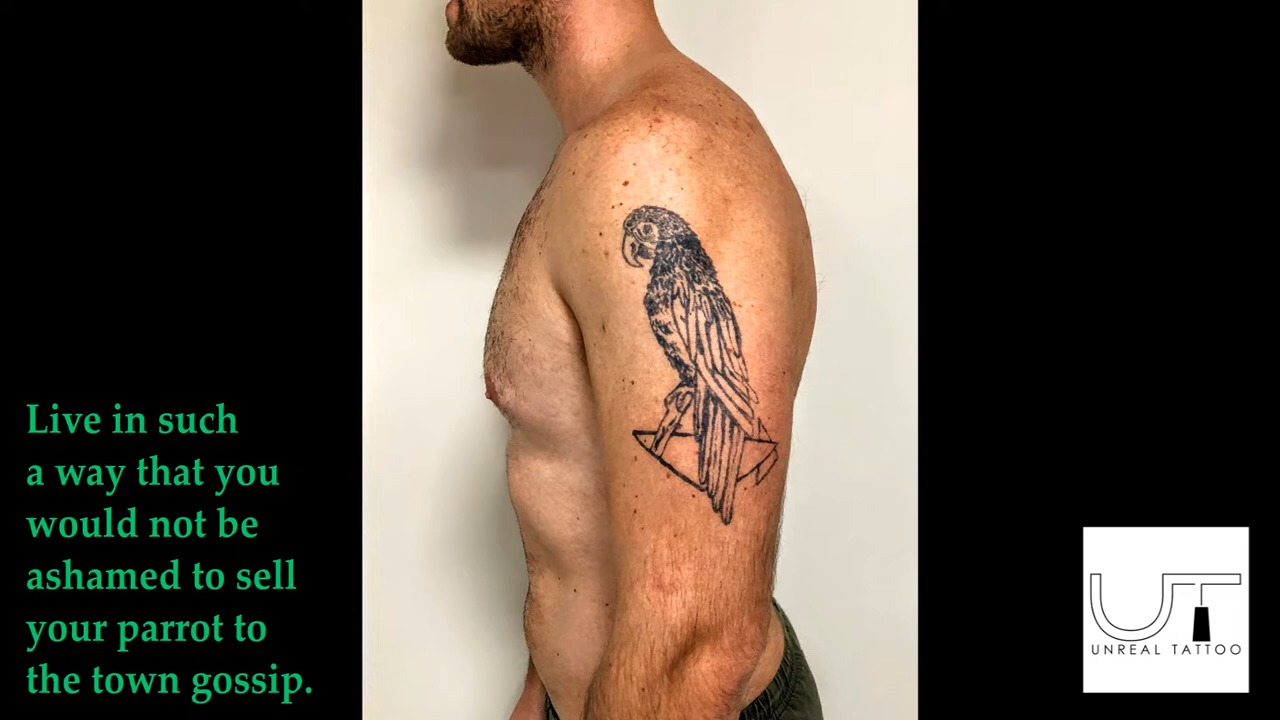 Live in such
a way that you
would not be
ashamed to sell
your parrot to
the town gossip.
UT
UNREAL TATTOO